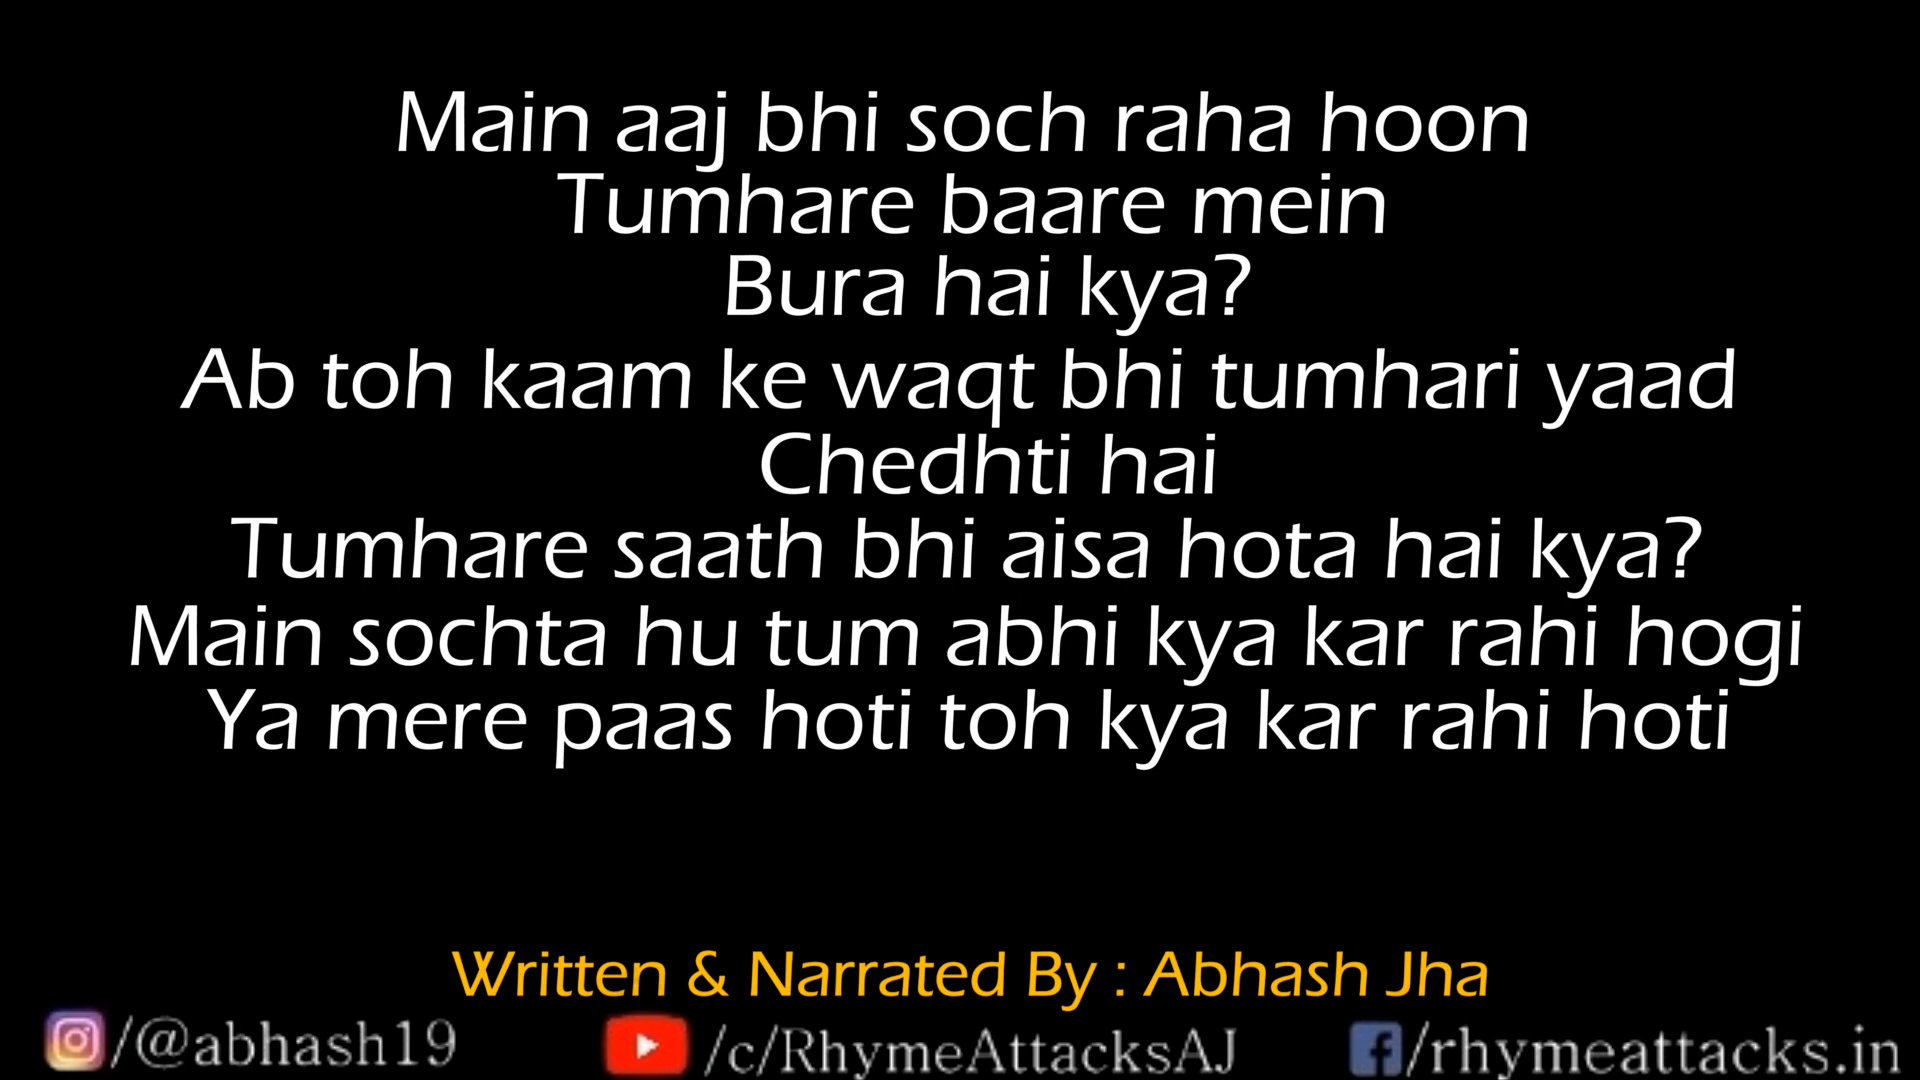 Main aaj bhi soch raha hoon
Tumhare baare mein
Bura hai kya?
Ab toh kaam ke waqt bhi tumhari yaad
Chedhti hai
Tumhare saath bhi aisa hota hai kya?
Main sochta hu tum abhi kya kar rahi hogi
Ya mere paas hoti toh kya kar rahi hoti
Written & Narrated By : Abhash Jha
/@abhash19 /c/RhymeAttacksAJ /rhymeattacks.in